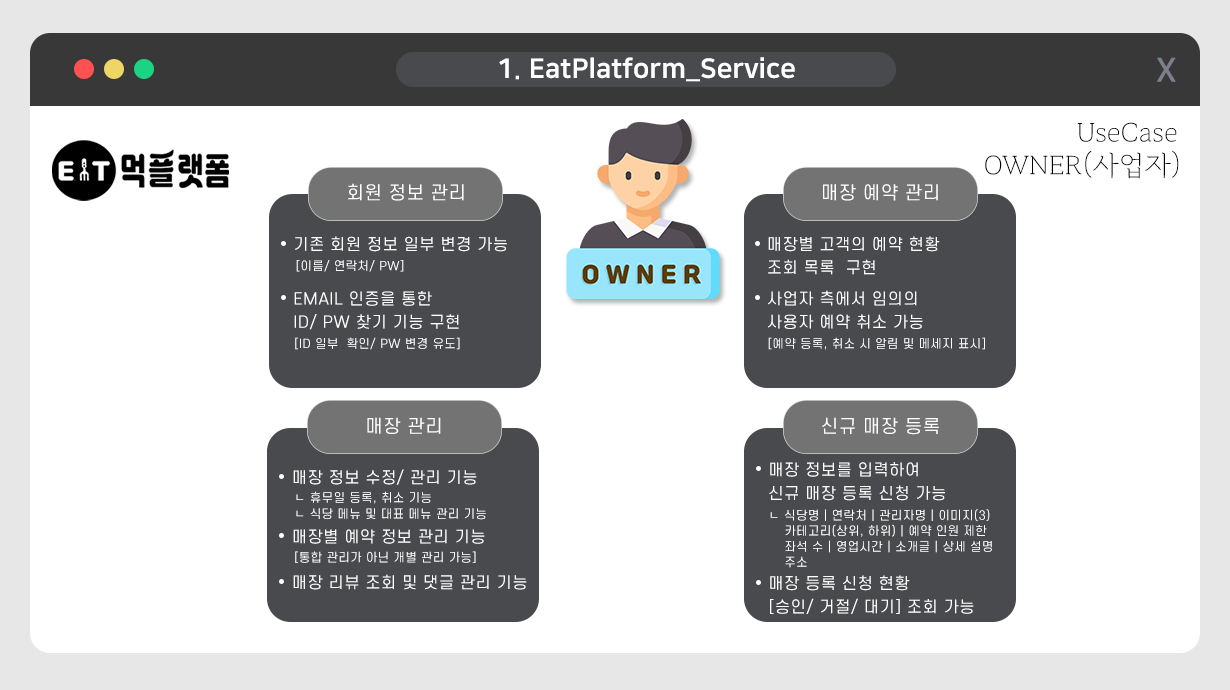 1. EatPlatform_Service
X
EAT 먹플랫폼
UseCase
OWNER(사업자)
OWNER
회원 정보 관리
• 기존 회원 정보 일부 변경 가능
[이름/ 연락처/ PW]
• EMAIL 인증을 통한
ID/ PW 찾기 기능 구현
[ID 일부 확인/ PW 변경 유도]
매장 예약 관리
• 매장별 고객의 예약 현황
조회 목록 구현
• 사업자 측에서 임의의
사용자 예약 취소 가능
[예약 등록, 취소 시 알림 및 메세지 표시]
매장 관리
• 매장 정보 수정/ 관리 기능
ㄴ 휴무일 등록, 취소 기능
ㄴ 식당 메뉴 및 대표 메뉴 관리 기능
• 매장별 예약 정보 관리 기능
[통합 관리가 아닌 개별 관리 가능]
• 매장 리뷰 조회 및 댓글 관리 기능
신규 매장 등록
• 매장 정보를 입력하여
신규 매장 등록 신청 가능
ㄴ 식당명 | 연락처 | 관리자명 | 이미지(3)
카테고리(상위, 하위) | 예약 인원 제한
좌석 수 | 영업시간 | 소개글 | 상세 설명
주소
• 매장 등록 신청 현황
[승인/ 거절/ 대기] 조회 가능